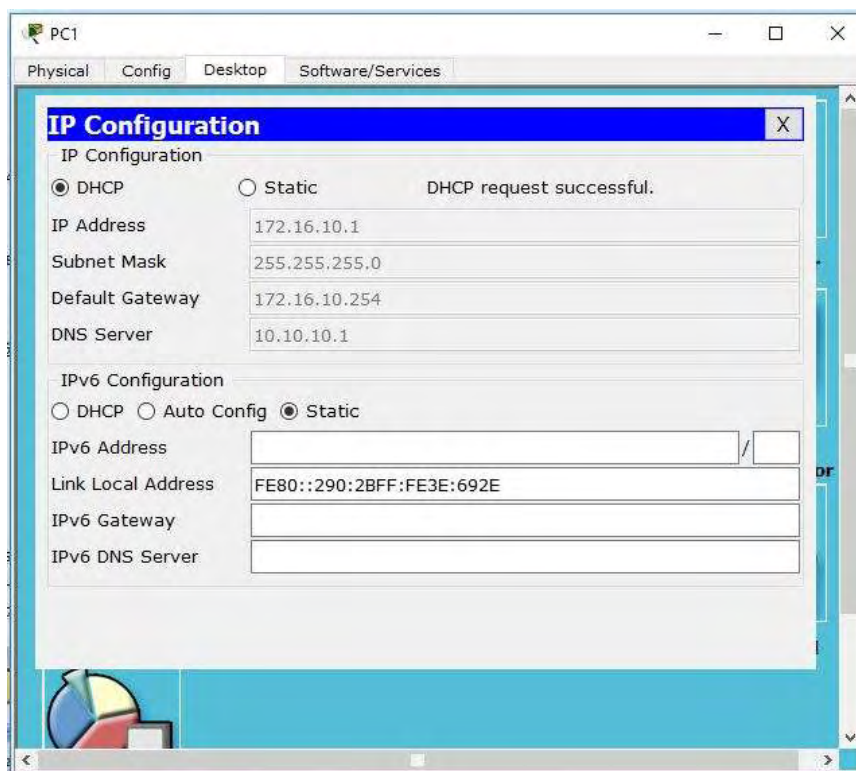 PC1
Physical Config Desktop Software/Services
IP Configuration X
IP Configuration
DHCP Static DHCP request successful.
IP Address 172.16.10.1
Subnet Mask 255.255.255.0
Default Gateway 172.16.10.254
DNS Server 10.10.10.1
IPv6 Configuration
DHCP Auto Config Static
IPv6 Address /
Link Local Address FE80::290:2BFF:FE3E:692E
IPv6 Gateway
IPv6 DNS Server
or